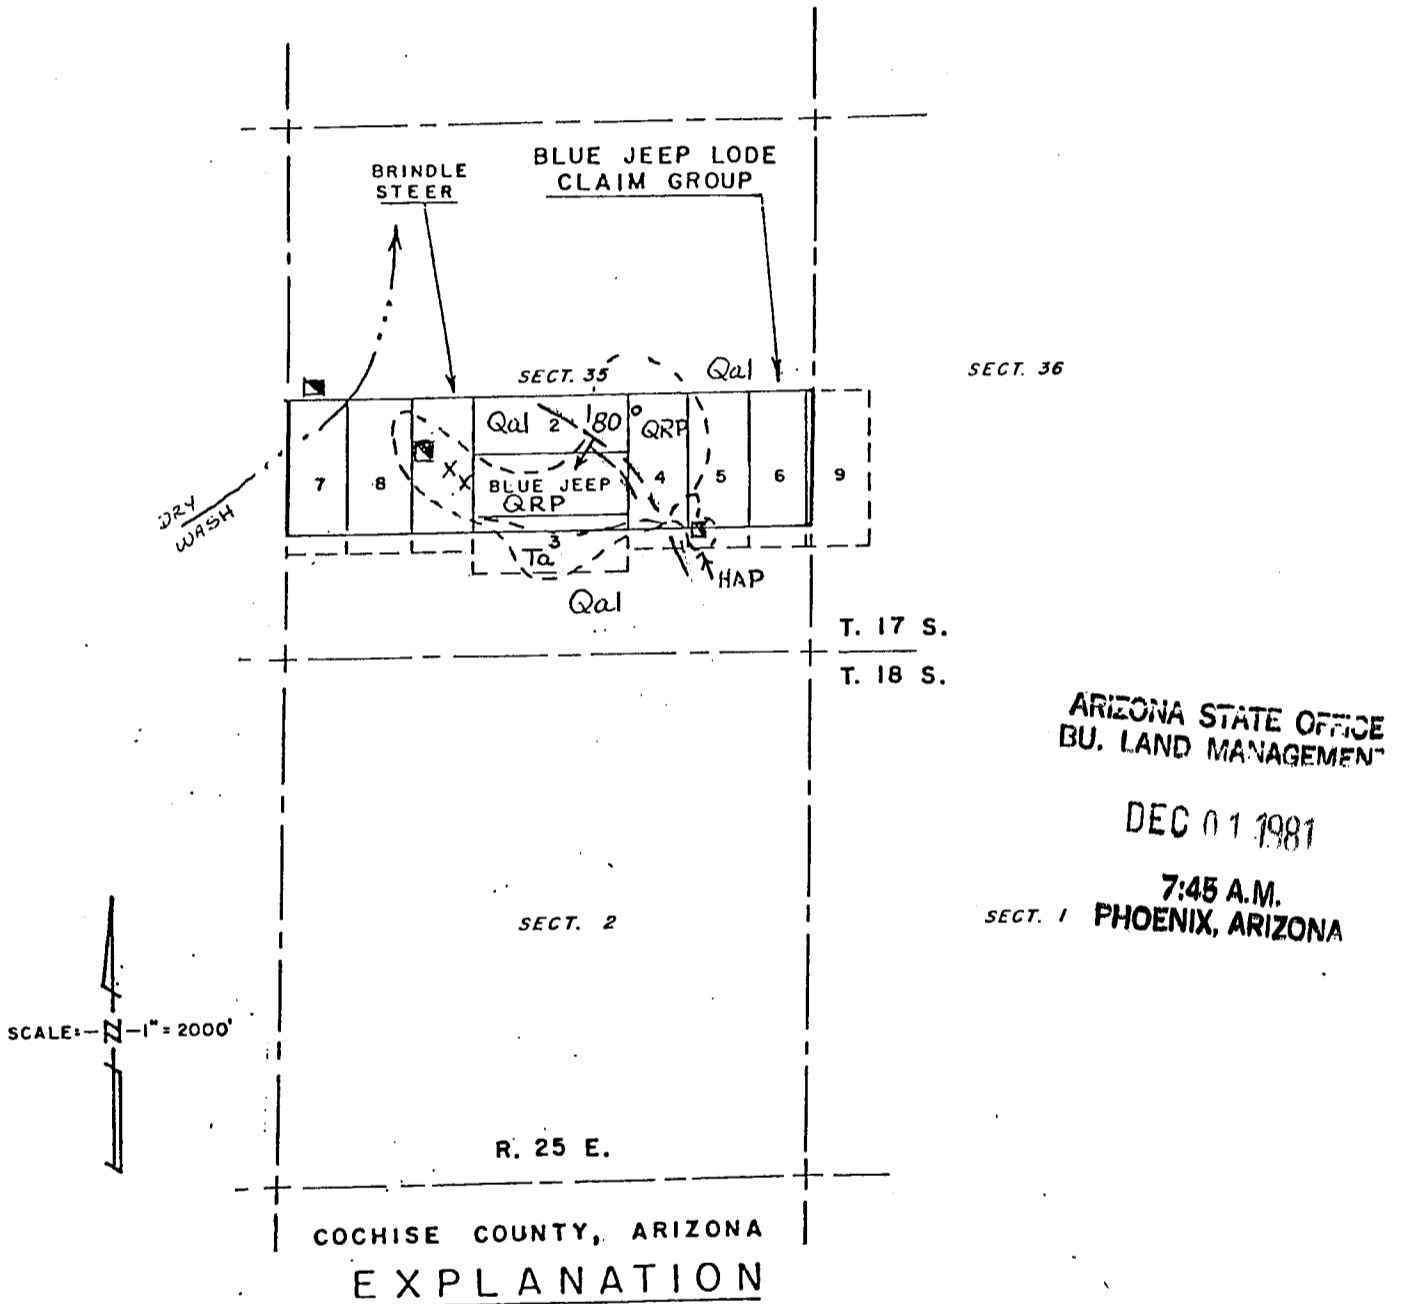 BLUE JEEP LODE
CLAIM GROUP
BRINDLE
STEER
SECT. 35
Qal
SECT. 36
Qal 2 80° QRP
7 8 BLUE JEEP 4 5 6 9
QRP
DRY
WASH
3
Ta
HAP
Qal
T. 17 S.
T. 18 S.
ARIZONA STATE OFFICE
BU. LAND MANAGEMENT
DEC 01 1981
7:45 A.M.
PHOENIX, ARIZONA
SECT. 2
SECT. 1
SCALE:-N-1"=2000'
R. 25 E.
COCHISE COUNTY, ARIZONA
EXPLANATION